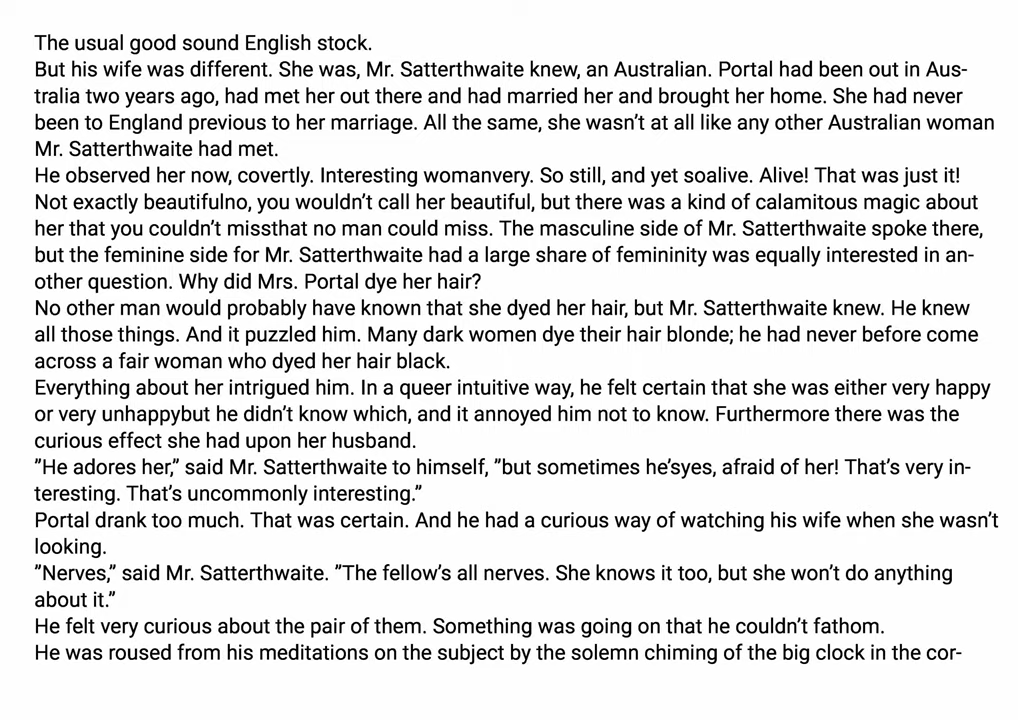 The usual good sound English stock.
But his wife was different. She was, Mr. Satterthwaite knew, an Australian. Portal had been out in Aus-
tralia two years ago, had met her out there and had married her and brought her home. She had never
been to England previous to her marriage. All the same, she wasn’t at all like any other Australian woman
Mr. Satterthwaite had met.
He observed her now, covertly. Interesting womanvery. So still, and yet soalive. Alive! That was just it!
Not exactly beautifulno, you wouldn’t call her beautiful, but there was a kind of calamitous magic about
her that you couldn’t missthat no man could miss. The masculine side of Mr. Satterthwaite spoke there,
but the feminine side for Mr. Satterthwaite had a large share of femininity was equally interested in an-
other question. Why did Mrs. Portal dye her hair?
No other man would probably have known that she dyed her hair, but Mr. Satterthwaite knew. He knew
all those things. And it puzzled him. Many dark women dye their hair blonde; he had never before come
across a fair woman who dyed her hair black.
Everything about her intrigued him. In a queer intuitive way, he felt certain that she was either very happy
or very unhappybut he didn’t know which, and it annoyed him not to know. Furthermore there was the
curious effect she had upon her husband.
”He adores her,” said Mr. Satterthwaite to himself, ”but sometimes he’syes, afraid of her! That’s very in-
teresting. That’s uncommonly interesting.”
Portal drank too much. That was certain. And he had a curious way of watching his wife when she wasn’t
looking.
”Nerves,” said Mr. Satterthwaite. ”The fellow’s all nerves. She knows it too, but she won’t do anything
about it.”
He felt very curious about the pair of them. Something was going on that he couldn’t fathom.
He was roused from his meditations on the subject by the solemn chiming of the big clock in the cor-